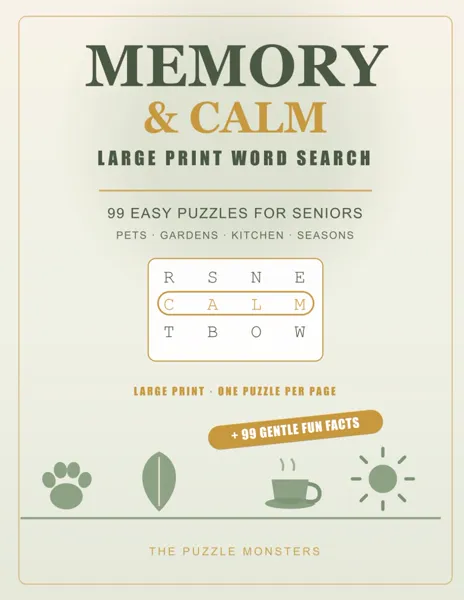 MEMORY
& CALM
LARGE PRINT WORD SEARCH
99 EASY PUZZLES FOR SENIORS
PETS · GARDENS · KITCHEN · SEASONS
R S N E
C A L M
T B O W
LARGE PRINT · ONE PUZZLE PER PAGE
+ 99 GENTLE FUN FACTS
THE PUZZLE MONSTERS